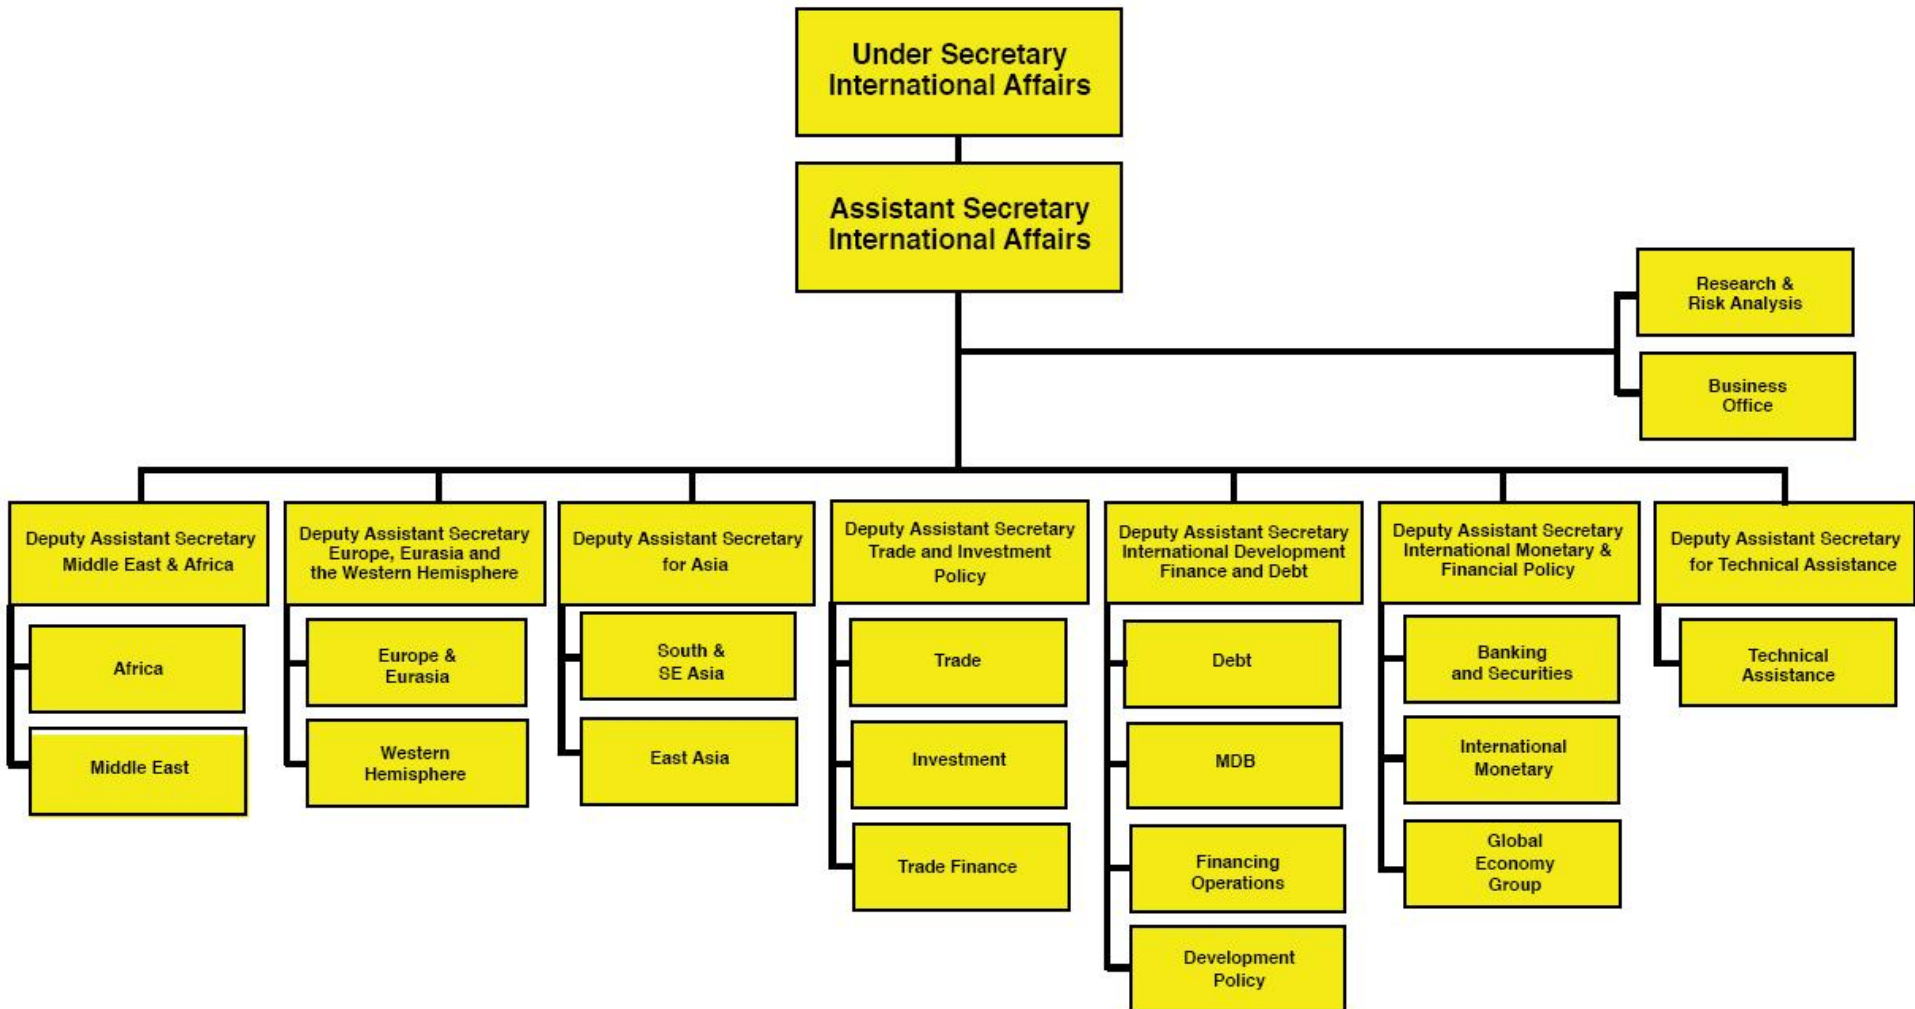 Under Secretary
International Affairs
Assistant Secretary
International Affairs
Research &
Risk Analysis
Business
Office
Deputy Assistant Secretary
Middle East & Africa
Deputy Assistant Secretary
Europe, Eurasia and
the Western Hemisphere
Deputy Assistant Secretary
for Asia
Deputy Assistant Secretary
Trade and Investment
Policy
Deputy Assistant Secretary
International Development
Finance and Debt
Deputy Assistant Secretary
International Monetary &
Financial Policy
Deputy Assistant Secretary
for Technical Assistance
Africa
Middle East
Europe &
Eurasia
Western
Hemisphere
South &
SE Asia
East Asia
Trade
Investment
Trade Finance
Debt
MDB
Financing
Operations
Development
Policy
Banking
and Securities
International
Monetary
Global
Economy
Group
Technical
Assistance